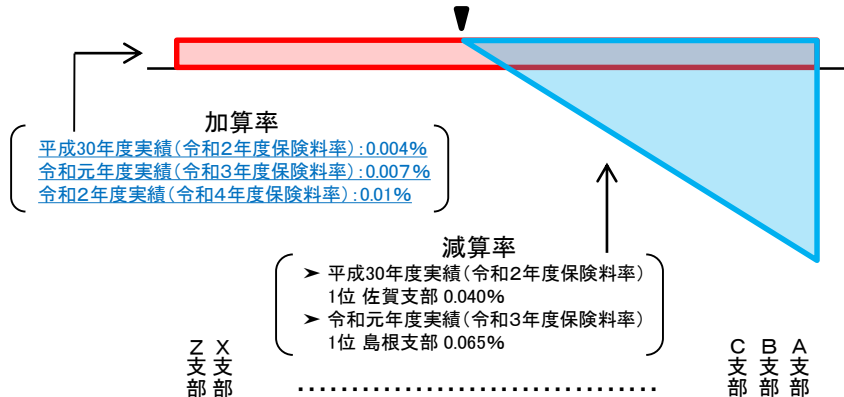 加算率
平成30年度実績(令和2年度保険料率):0.004%
令和元年度実績(令和3年度保険料率):0.007%
令和2年度実績(令和4年度保険料率):0.01%
減算率
➤ 平成30年度実績(令和2年度保険料率)
1位 佐賀支部 0.040%
➤ 令和元年度実績(令和3年度保険料率)
1位 島根支部 0.065%
Z支部
X支部
........................................
C支部
B支部
A支部